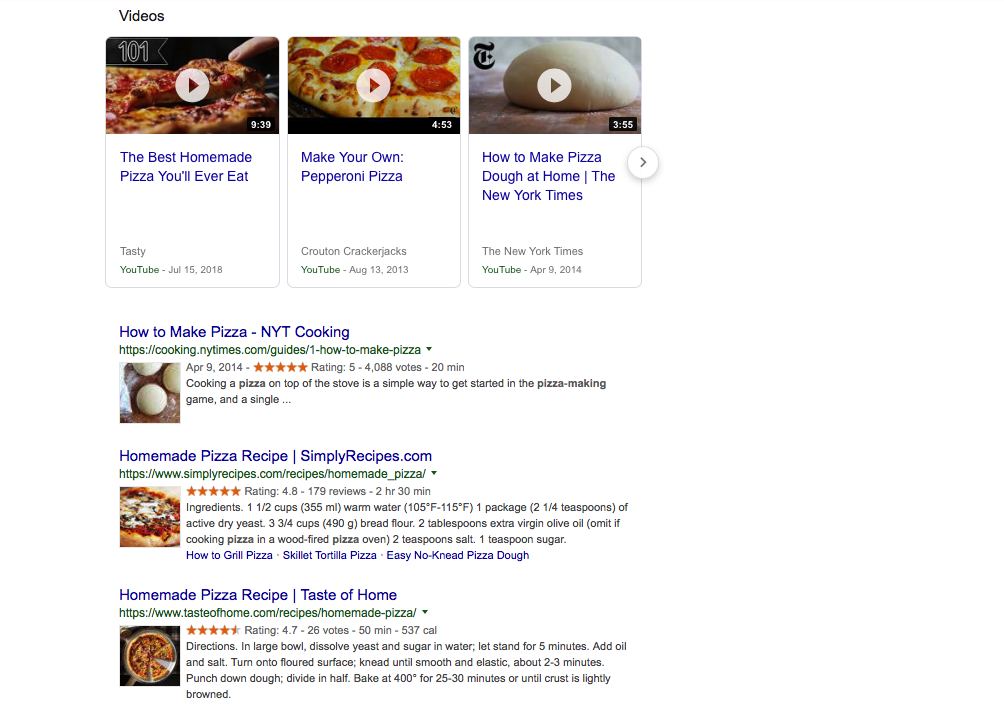 Videos
101
9:39
4:53
T
3:55
The Best Homemade
Pizza You'll Ever Eat
Make Your Own:
Pepperoni Pizza
How to Make Pizza
Dough at Home | The
New York Times
Tasty
Crouton Crackerjacks
The New York Times
YouTube - Jul 15, 2018
YouTube - Aug 13, 2013
YouTube - Apr 9, 2014
How to Make Pizza - NYT Cooking
https://cooking.nytimes.com/guides/1-how-to-make-pizza
Apr 9, 2014 - ★★★★★ Rating: 5 - 4,088 votes - 20 min
Cooking a pizza on top of the stove is a simple way to get started in the pizza-making
game, and a single ...
Homemade Pizza Recipe | SimplyRecipes.com
https://www.simplyrecipes.com/recipes/homemade_pizza/
★★★★★ Rating: 4.8 - 179 reviews - 2 hr 30 min
Ingredients. 1 1/2 cups (355 ml) warm water (105°F-115°F) 1 package (2 1/4 teaspoons) of
active dry yeast. 3 3/4 cups (490 g) bread flour. 2 tablespoons extra virgin olive oil (omit if
cooking pizza in a wood-fired pizza oven) 2 teaspoons salt. 1 teaspoon sugar.
How to Grill Pizza · Skillet Tortilla Pizza · Easy No-Knead Pizza Dough
Homemade Pizza Recipe | Taste of Home
https://www.tasteofhome.com/recipes/homemade-pizza/
Rating: 4.7 - 26 votes - 50 min - 537 cal
Directions. In large bowl, dissolve yeast and sugar in water; let stand for 5 minutes. Add oil
and salt. Turn onto floured surface; knead until smooth and elastic, about 2-3 minutes.
Punch down dough; divide in half. Bake at 400° for 25-30 minutes or until crust is lightly
browned.